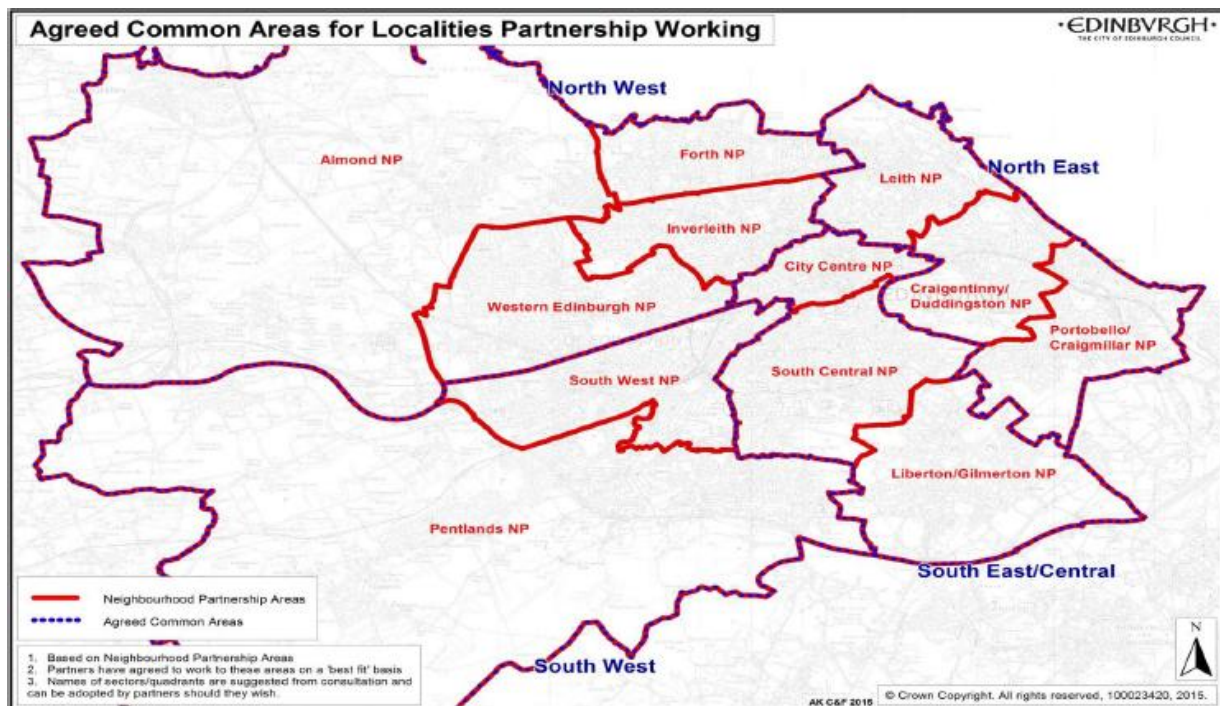 Agreed Common Areas for Localities Partnership Working
·EDINBVRGH·
THE CITY OF EDINBURGH COUNCIL
North West
Almond NP
Forth NP
North East
Leith NP
Inverleith NP
City Centre NP
Craigentinny/
Duddingston NP
Western Edinburgh NP
Portobello/
Craigmillar NP
South West NP
South Central NP
Liberton/Gilmerton NP
Pentlands NP
South East/Central
South West
Neighbourhood Partnership Areas
Agreed Common Areas
1. Based on Neighbourhood Partnership Areas
2. Partners have agreed to work to these areas on a 'best fit' basis
3. Names of sectors/quadrants are suggested from consultation and
can be adopted by partners should they wish.
N
AK C&F 2015
© Crown Copyright. All rights reserved, 100023420, 2015.